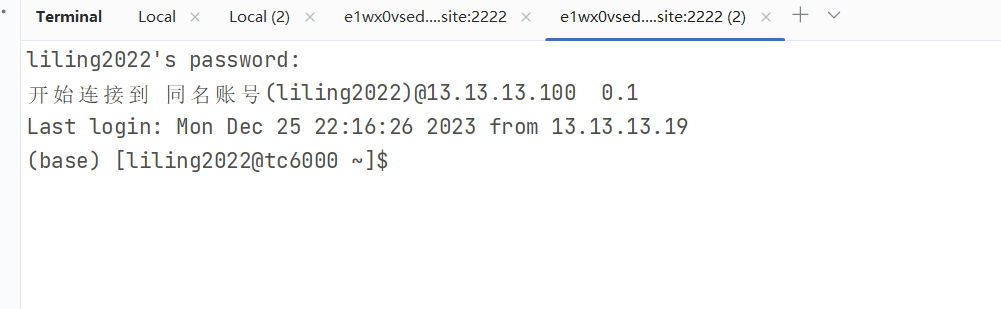 Terminal Local × Local (2) × e1wx0vsed....site:2222 × e1wx0vsed....site:2222 (2) ×
liling2022's password:
开始连接到 同名账号(liling2022)@13.13.13.100  0.1
Last login: Mon Dec 25 22:16:26 2023 from 13.13.13.19
(base) [liling2022@tc6000 ~]$